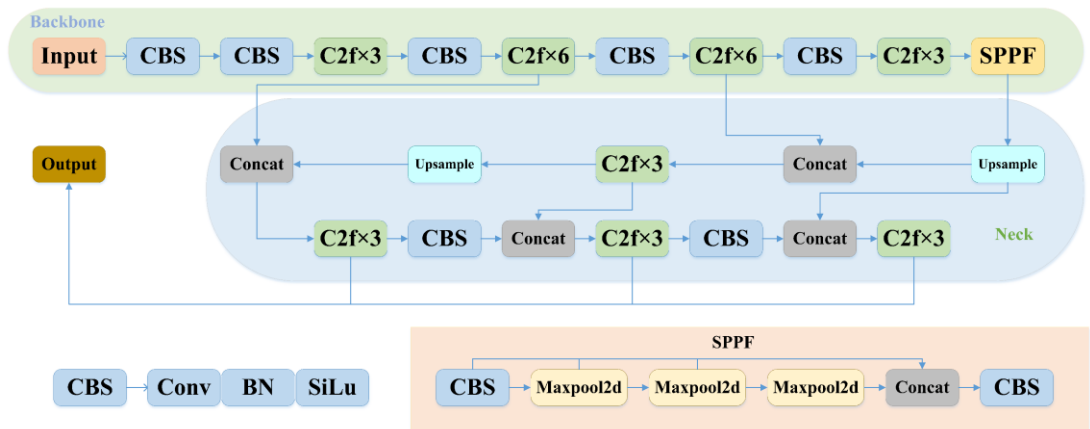 Backbone
Input CBS CBS C2f×3 CBS C2f×6 CBS C2f×6 CBS C2f×3 SPPF
Output Concat Upsample C2f×3 Concat Upsample
C2f×3 CBS Concat C2f×3 CBS Concat C2f×3 Neck
SPPF
CBS Conv BN SiLu CBS Maxpool2d Maxpool2d Maxpool2d Concat CBS